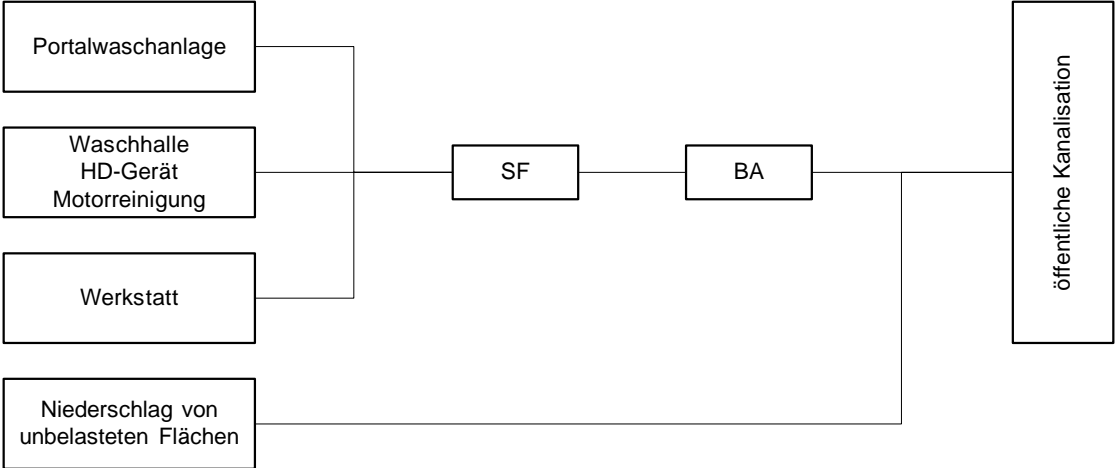 Portalwaschanlage
Waschhalle
HD-Gerät
Motorreinigung
SF
BA
öffentliche Kanalisation
Werkstatt
Niederschlag von
unbelasteten Flächen